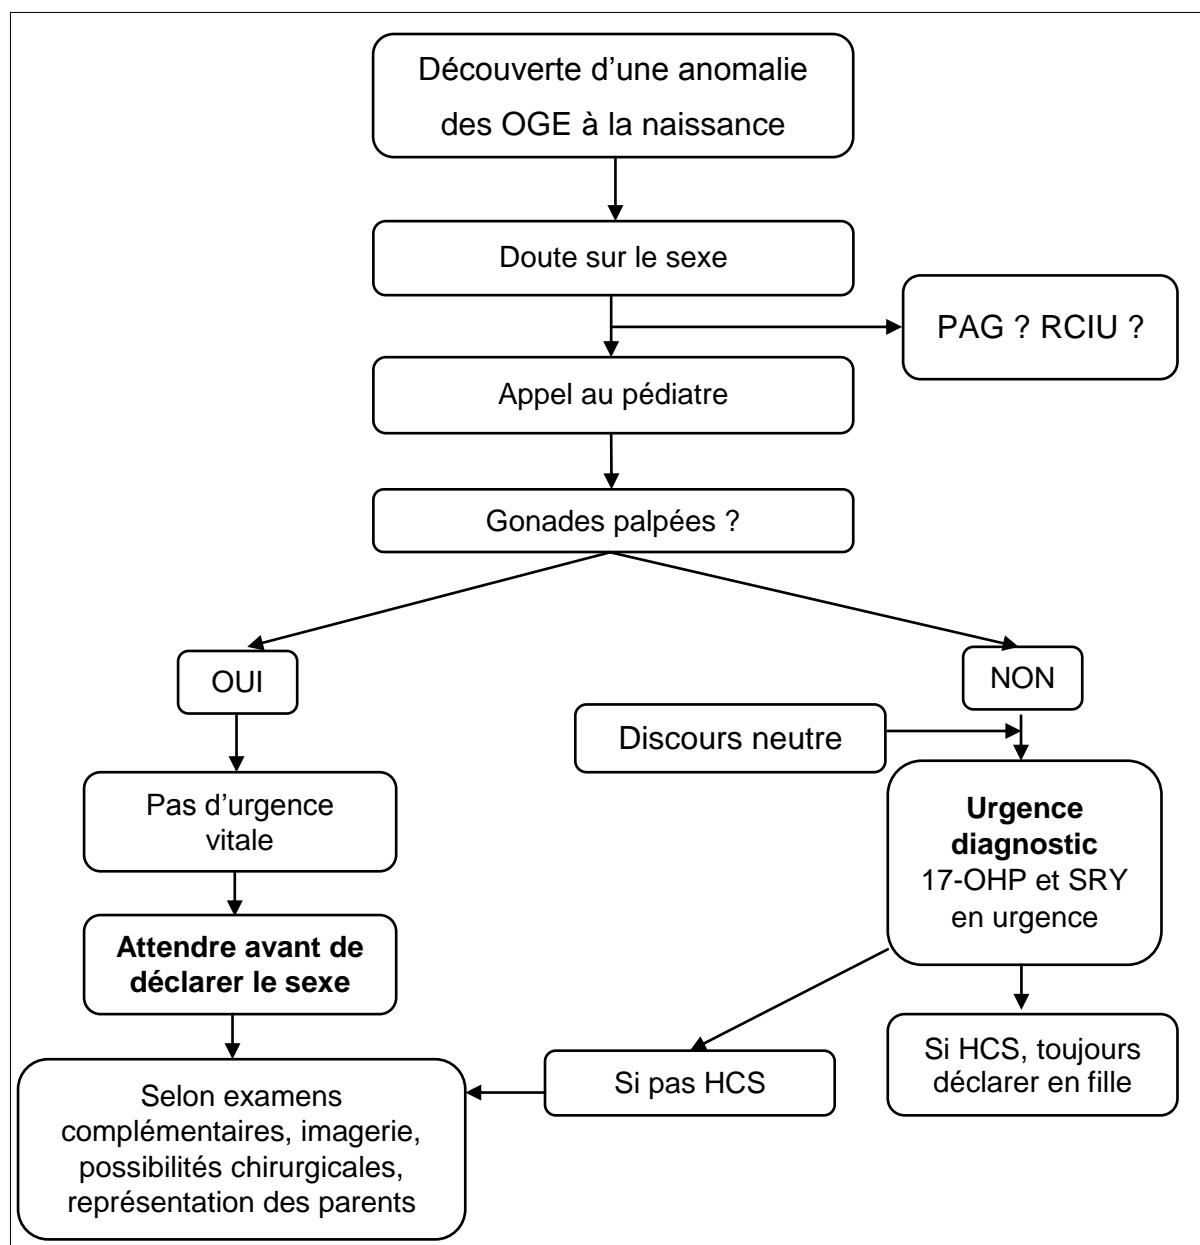 Découverte d’une anomalie
des OGE à la naissance
Doute sur le sexe
PAG ? RCIU ?
Appel au pédiatre
Gonades palpées ?
OUI
NON
Discours neutre
Pas d’urgence
vitale
Urgence
diagnostic
17-OHP et SRY
en urgence
Attendre avant de
déclarer le sexe
Si HCS, toujours
déclarer en fille
Si pas HCS
Selon examens
complémentaires, imagerie,
possibilités chirurgicales,
représentation des parents